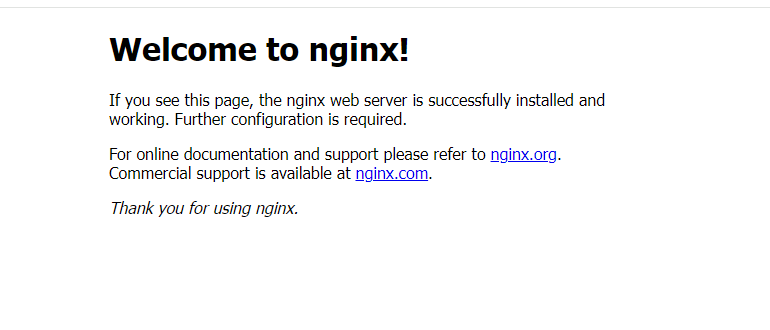 Welcome to nginx!
If you see this page, the nginx web server is successfully installed and
working. Further configuration is required.
For online documentation and support please refer to nginx.org.
Commercial support is available at nginx.com.
Thank you for using nginx.